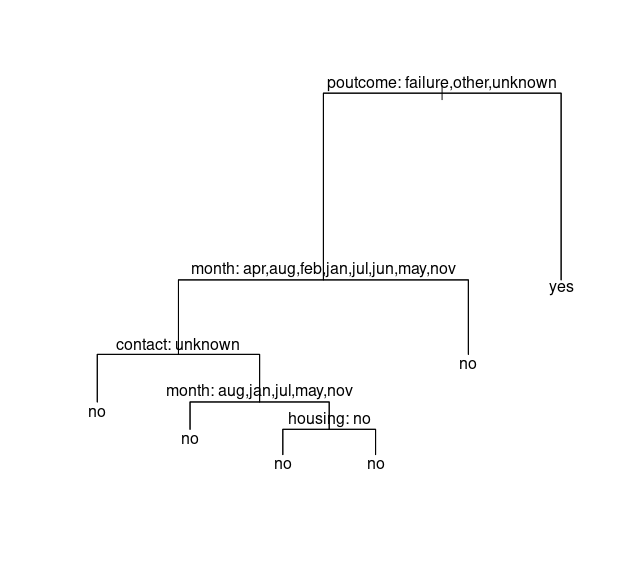 poutcome: failure,other,unknown
month: apr,aug,feb,jan,jul,jun,may,nov
yes
contact: unknown
no
month: aug,jan,jul,may,nov
no
housing: no
no
no
no